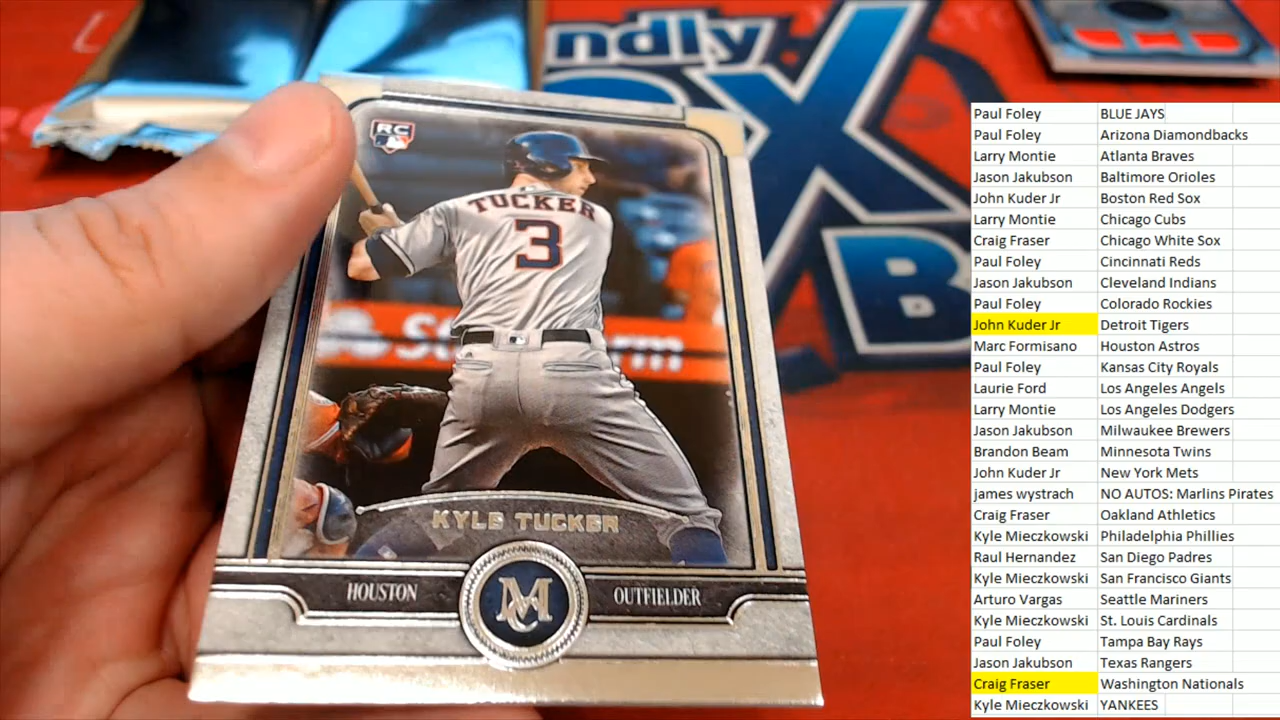 ndly
OX
B
RC
TUCKER
3
KYLE TUCKER
HOUSTON
MC
OUTFIELDER
Paul Foley BLUE JAYS
Paul Foley Arizona Diamondbacks
Larry Montie Atlanta Braves
Jason Jakubson Baltimore Orioles
John Kuder Jr Boston Red Sox
Larry Montie Chicago Cubs
Craig Fraser Chicago White Sox
Paul Foley Cincinnati Reds
Jason Jakubson Cleveland Indians
Paul Foley Colorado Rockies
John Kuder Jr Detroit Tigers
Marc Formisano Houston Astros
Paul Foley Kansas City Royals
Laurie Ford Los Angeles Angels
Larry Montie Los Angeles Dodgers
Jason Jakubson Milwaukee Brewers
Brandon Beam Minnesota Twins
John Kuder Jr New York Mets
james wystrach NO AUTOS: Marlins Pirates
Craig Fraser Oakland Athletics
Kyle Mieczkowski Philadelphia Phillies
Raul Hernandez San Diego Padres
Kyle Mieczkowski San Francisco Giants
Arturo Vargas Seattle Mariners
Kyle Mieczkowski St. Louis Cardinals
Paul Foley Tampa Bay Rays
Jason Jakubson Texas Rangers
Craig Fraser Washington Nationals
Kyle Mieczkowski YANKEES